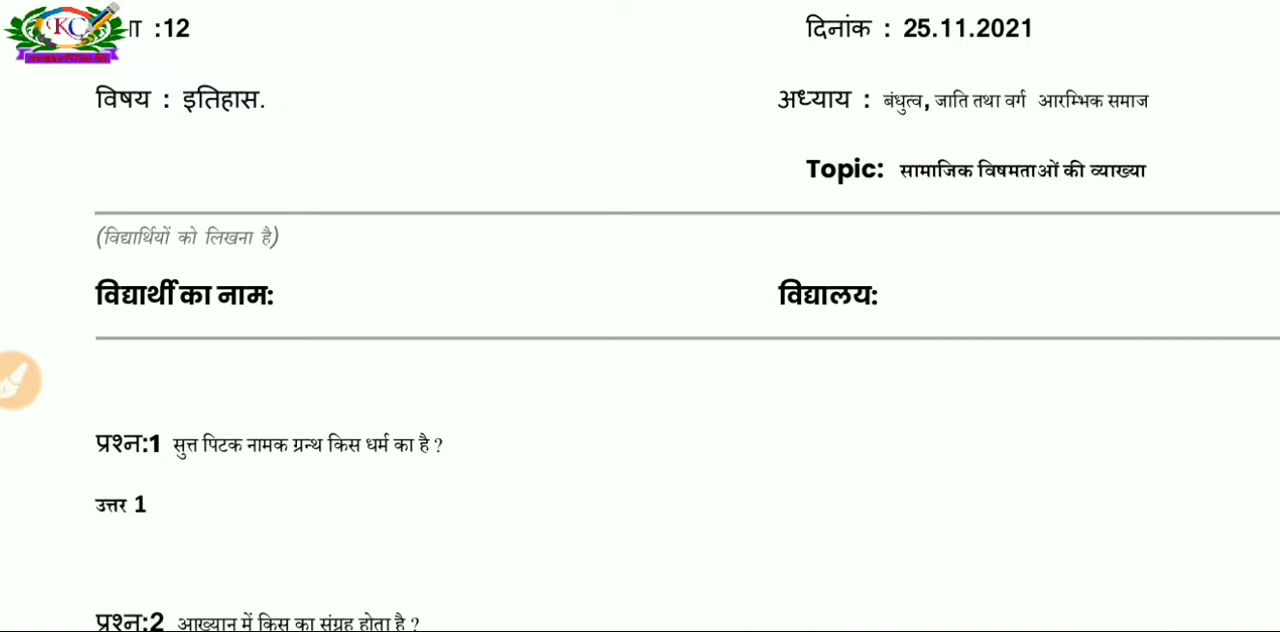 KC
ा :12
दिनांक : 25.11.2021
विषय : इतिहास.
अध्याय : बंधुत्व, जाति तथा वर्ग आरम्भिक समाज
Topic: सामाजिक विषमताओं की व्याख्या
(विद्यार्थियों को लिखना है)
विद्यार्थी का नाम:
विद्यालय:
प्रश्न:1 सुत्त पिटक नामक ग्रन्थ किस धर्म का है ?
उत्तर 1
प्रश्न:2 आख्यान में किस का संग्रह होता है ?